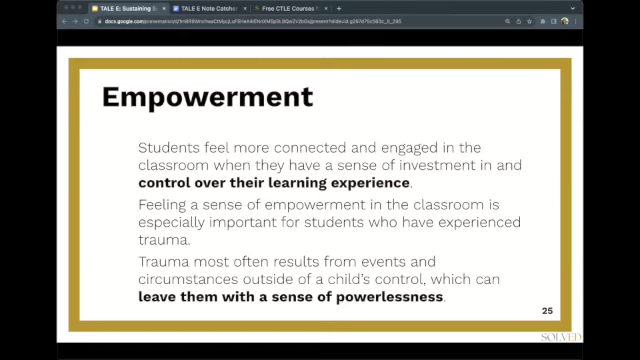 TALE E: Sustaining S
TALE E Note Catcher
Free CTLE Courses
Empowerment
Students feel more connected and engaged in the
classroom when they have a sense of investment in and
control over their learning experience.
Feeling a sense of empowerment in the classroom is
especially important for students who have experienced
trauma.
Trauma most often results from events and
circumstances outside of a child's control, which can
leave them with a sense of powerlessness.
25
SOLVED